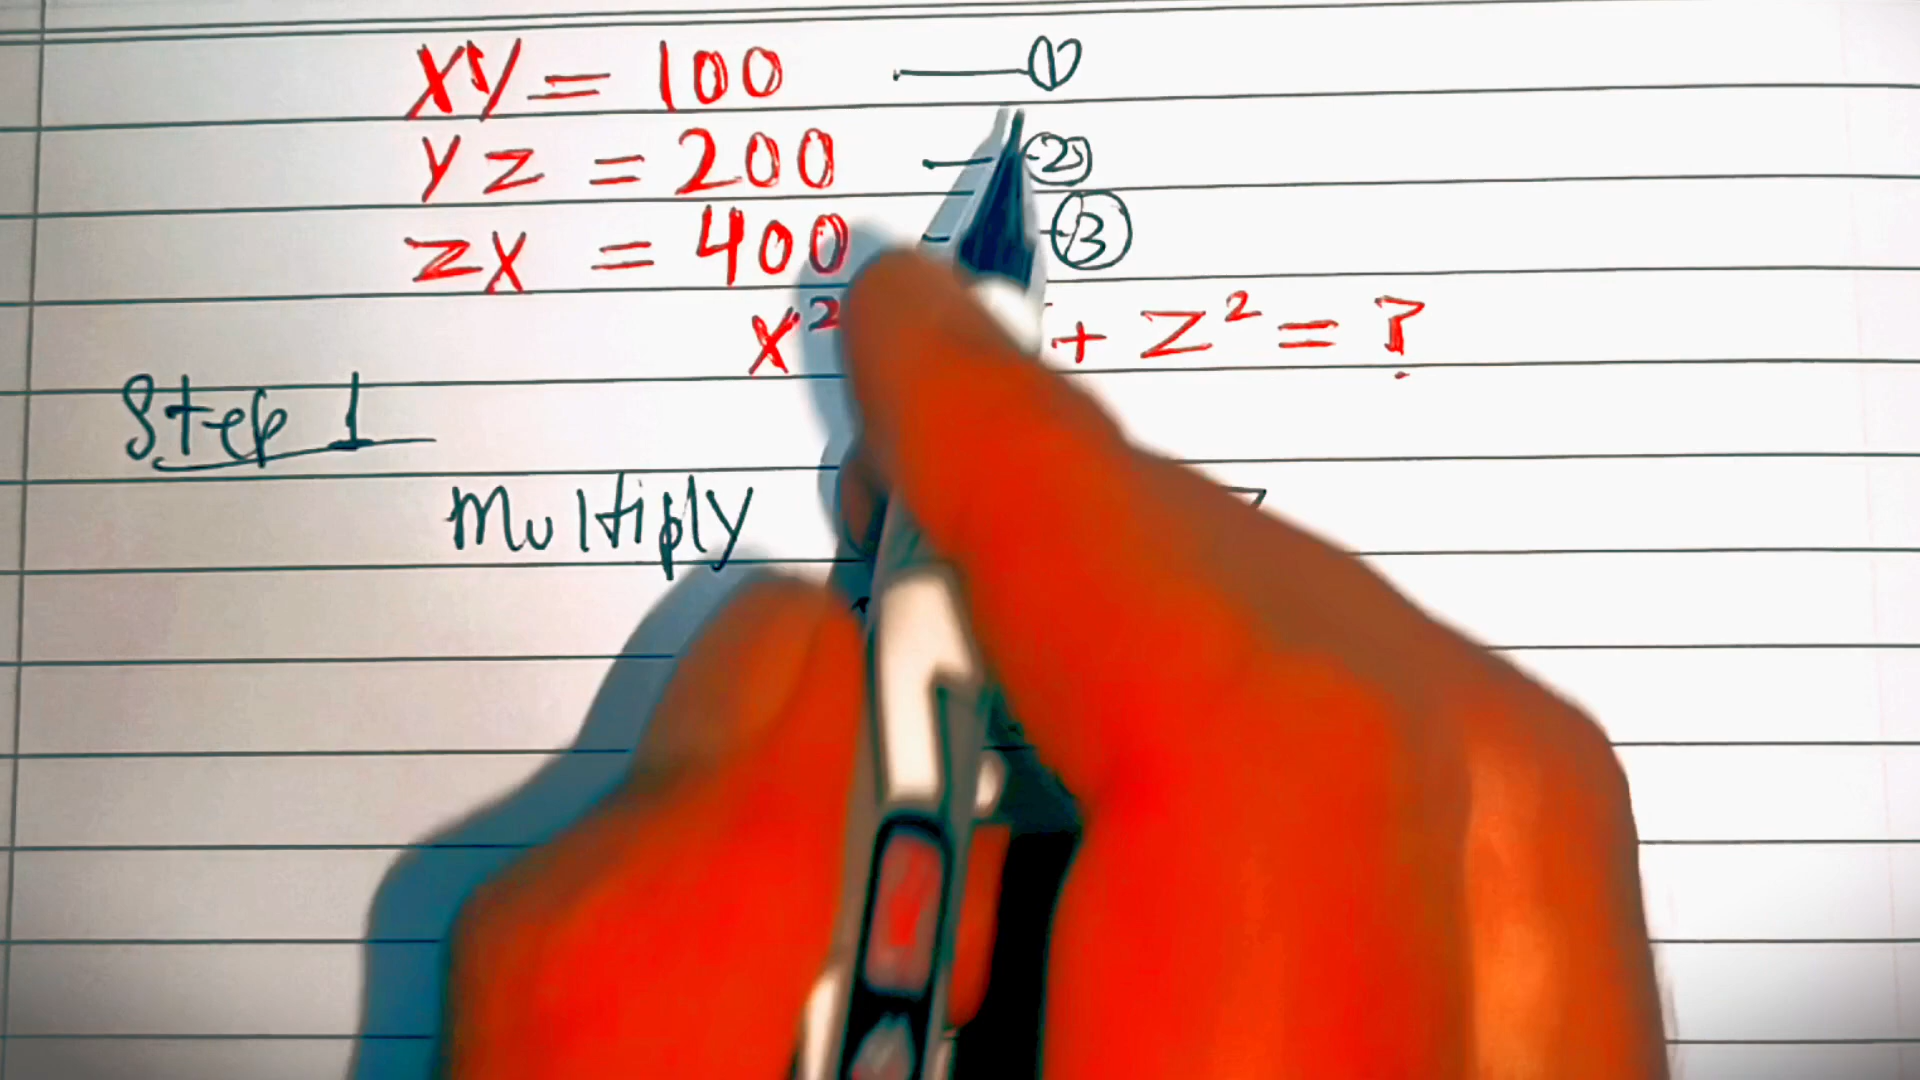 xy = 100 — ①
yz = 200 — ②
zx = 400 — ③
x² + z² = ?
Step 1
Multiply